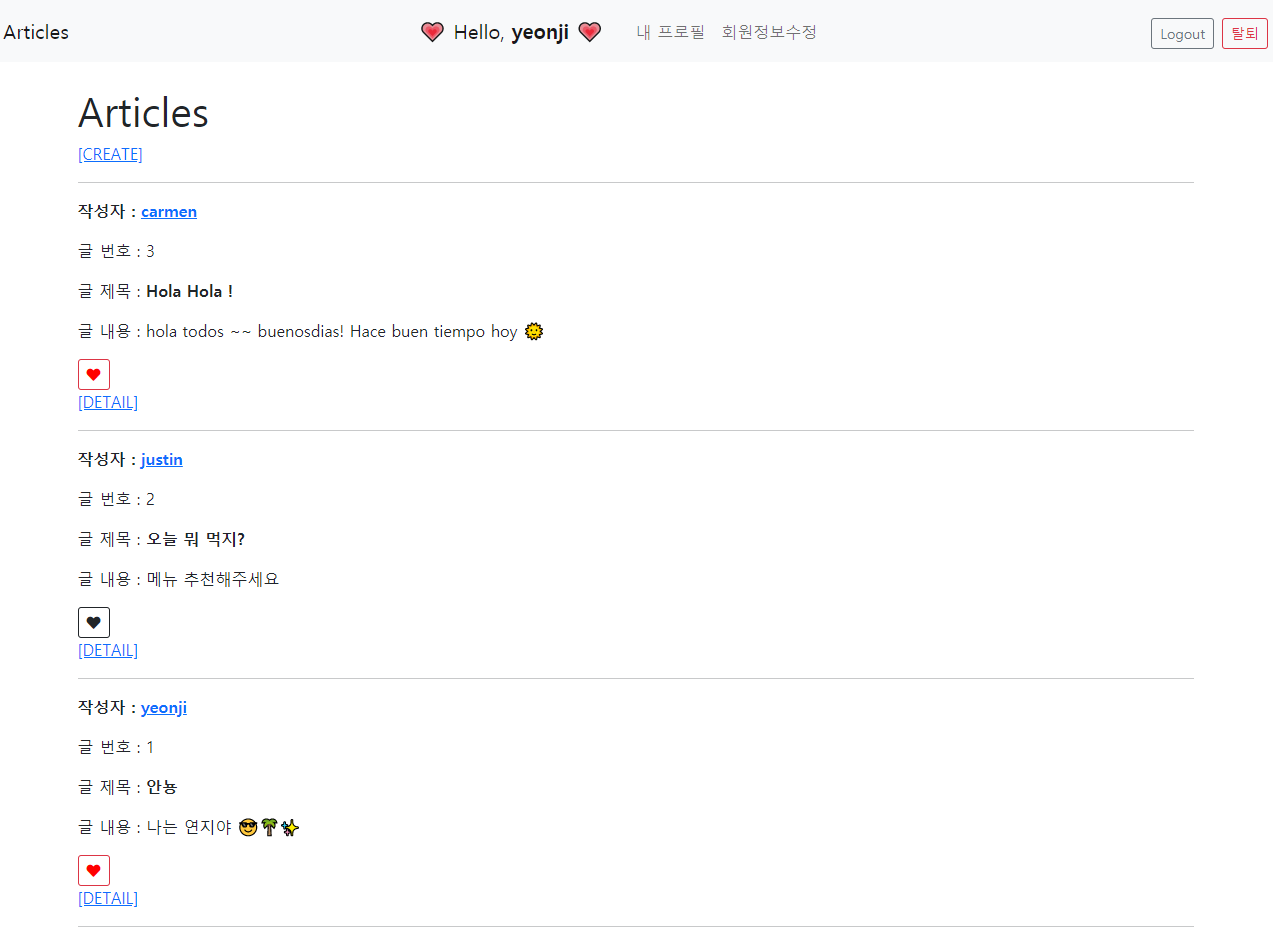 Articles
💗 Hello, yeonji 💗
내 프로필 회원정보수정
Logout 탈퇴
Articles
[CREATE]
작성자 : carmen
글 번호 : 3
글 제목 : Hola Hola !
글 내용 : hola todos ~~ buenosdias! Hace buen tiempo hoy 🌞
[DETAIL]
작성자 : justin
글 번호 : 2
글 제목 : 오늘 뭐 먹지?
글 내용 : 메뉴 추천해주세요
[DETAIL]
작성자 : yeonji
글 번호 : 1
글 제목 : 안뇽
글 내용 : 나는 연지야 😎🌴✨
[DETAIL]